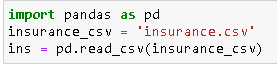 import pandas as pd
insurance_csv = 'insurance.csv'
ins = pd.read_csv(insurance_csv)